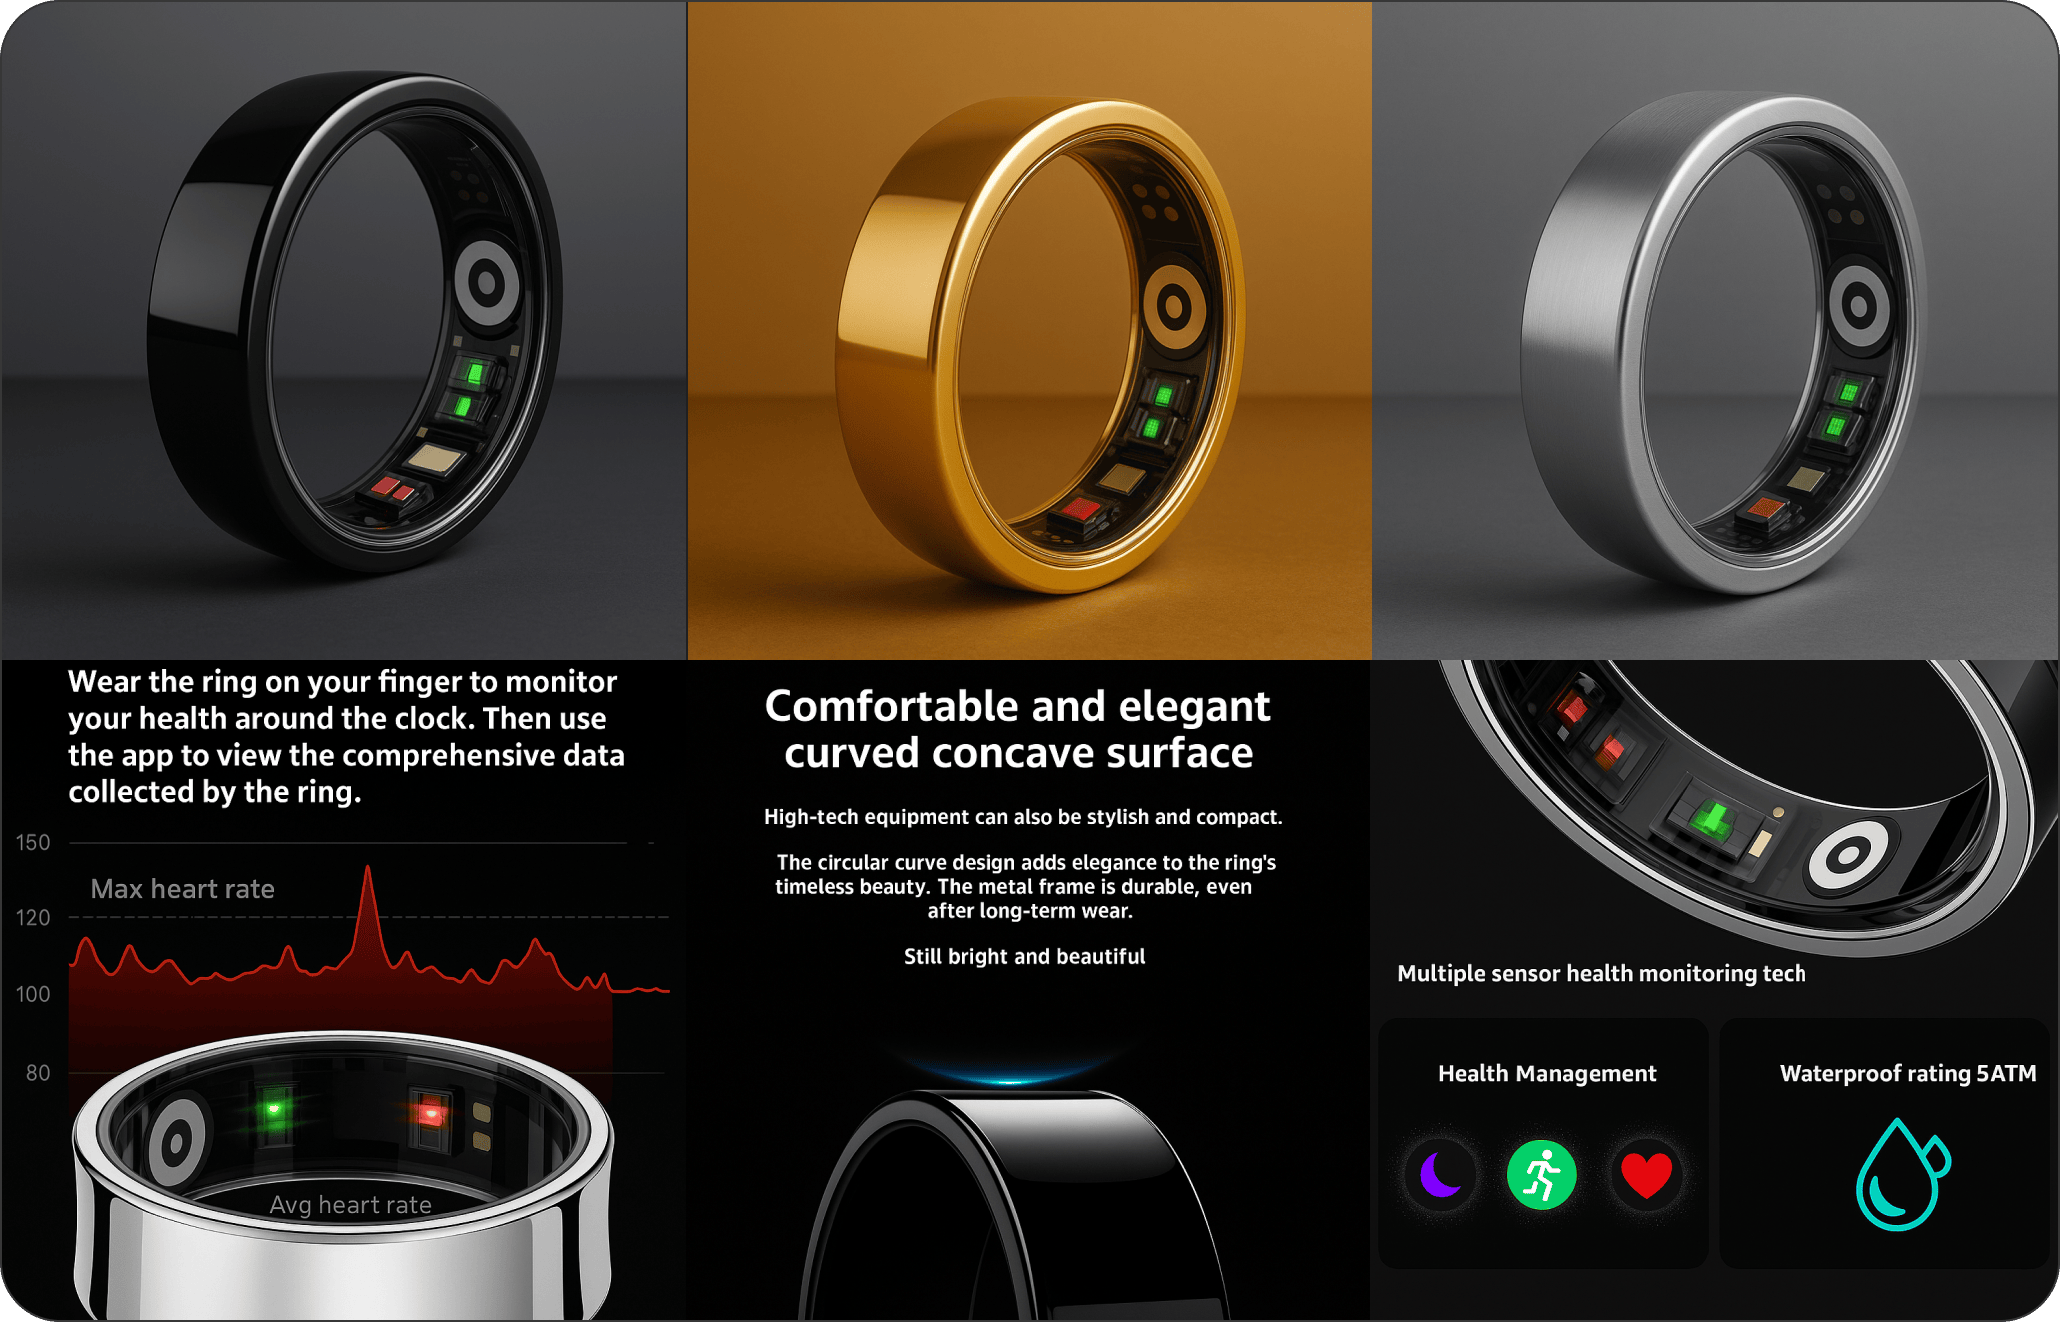 Wear the ring on your finger to monitor
your health around the clock. Then use
the app to view the comprehensive data
collected by the ring.
150
Max heart rate
120
100
80
Avg heart rate
Comfortable and elegant
curved concave surface
High-tech equipment can also be stylish and compact.
The circular curve design adds elegance to the ring's
timeless beauty. The metal frame is durable, even
after long-term wear.
Still bright and beautiful
Multiple sensor health monitoring tech
Health Management
Waterproof rating 5ATM